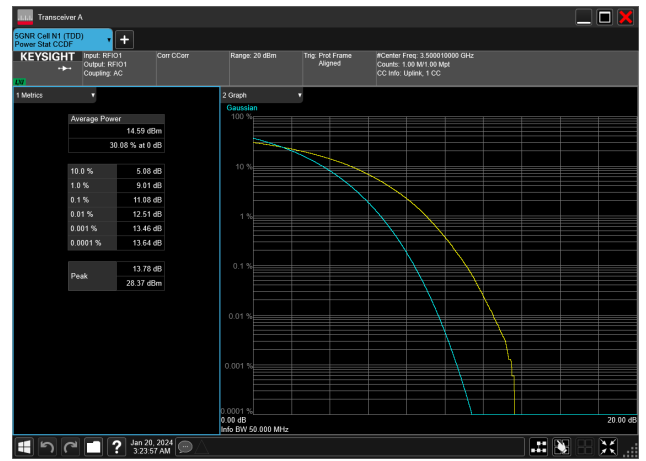 Transceiver A
5GNR Cell N1 (TDD)
Power Stat CCDF
KEYSIGHT
Input: RFIO1
Output: RFIO1
Coupling: AC
Corr CCorr
Range: 20 dBm
Trig: Prot Frame
Aligned
#Center Freq: 3.500010000 GHz
Counts: 1.00 M/1.00 Mpt
CC Info: Uplink, 1 CC
LXI
1 Metrics
Average Power
14.59 dBm
30.08 % at 0 dB
10.0 % 5.08 dB
1.0 % 9.01 dB
0.1 % 11.08 dB
0.01 % 12.51 dB
0.001 % 13.46 dB
0.0001 % 13.64 dB
Peak
13.78 dB
28.37 dBm
2 Graph
Gaussian
100 %
10 %
1 %
0.1 %
0.01 %
0.001 %
0.0001 %
0.00 dB
20.00 dB
Info BW 50.000 MHz
?
Jan 20, 2024
3:23:57 AM